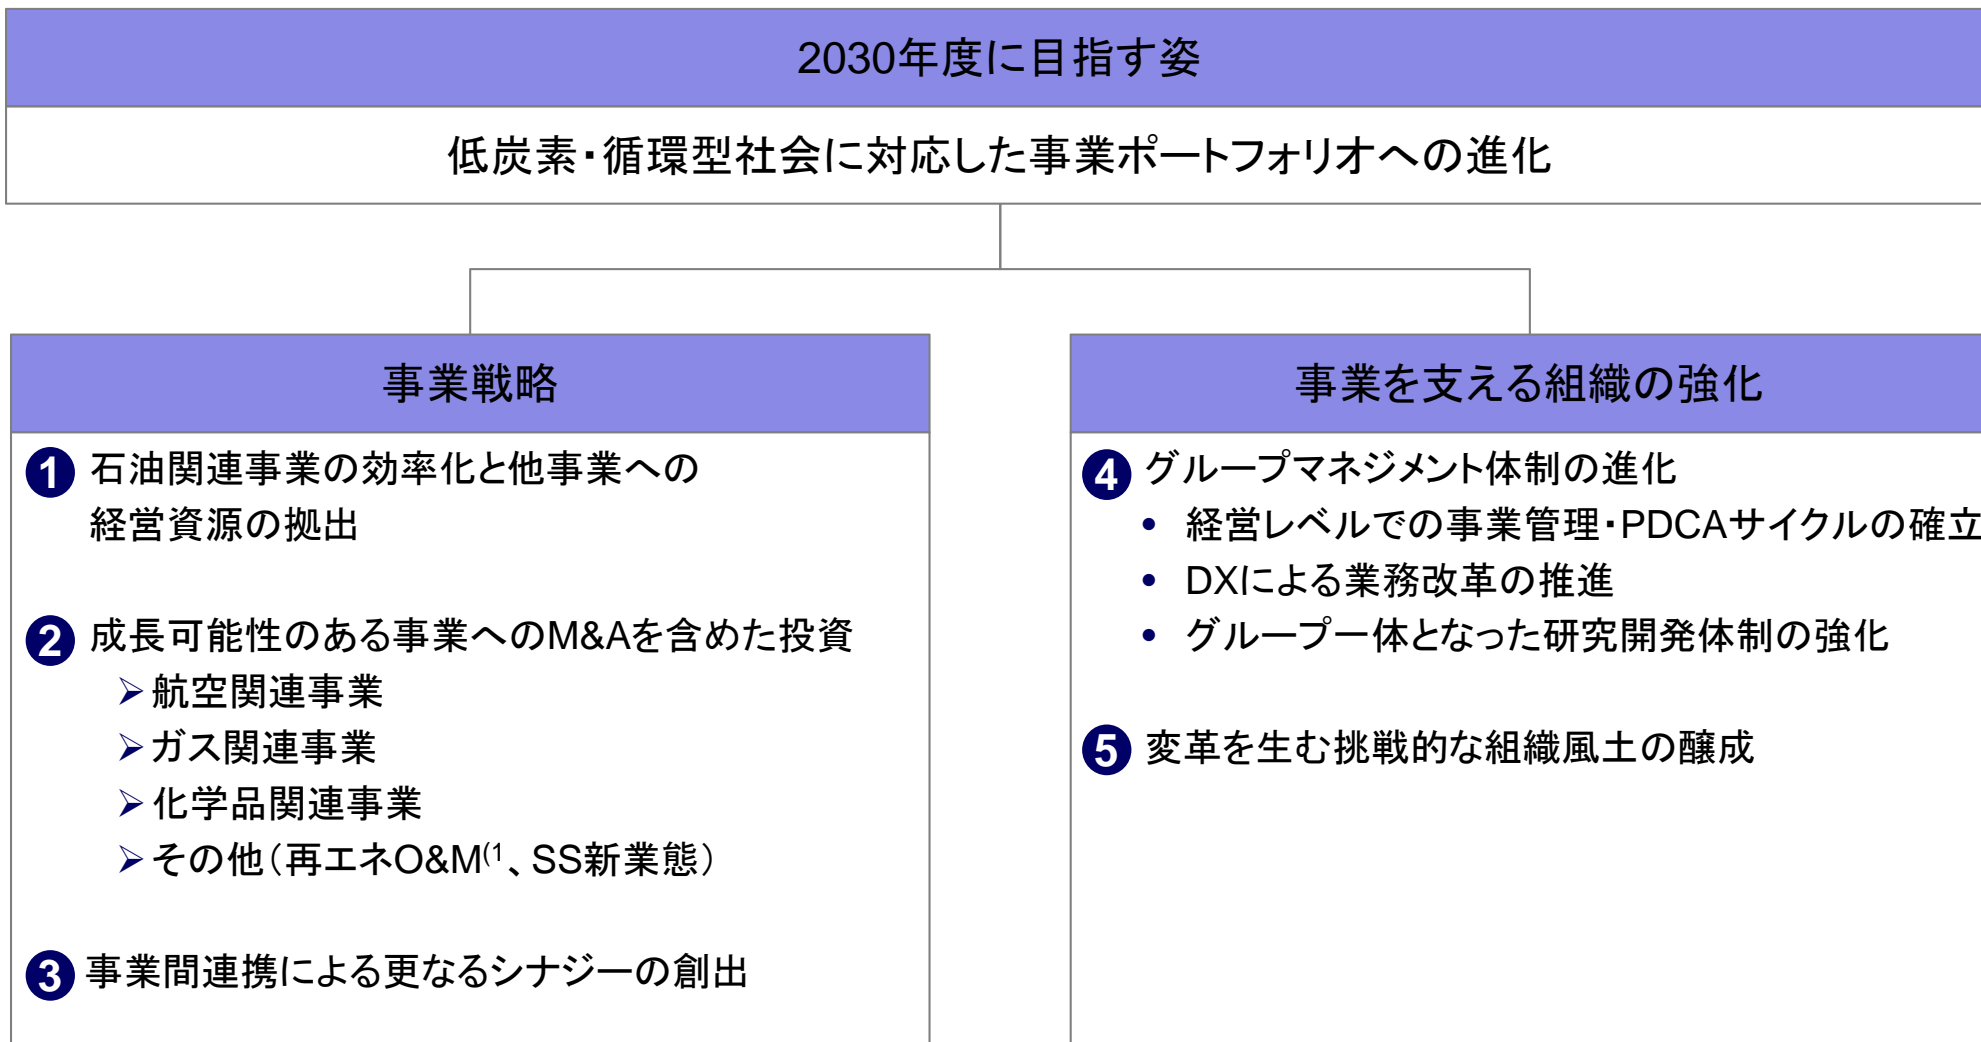 2030年度に目指す姿
低炭素・循環型社会に対応した事業ポートフォリオへの進化
事業戦略
1 石油関連事業の効率化と他事業への
経営資源の拠出
2 成長可能性のある事業へのM&Aを含めた投資
➢航空関連事業
➢ガス関連事業
➢化学品関連事業
➢その他（再エネO&M(1、SS新業態）
3 事業間連携による更なるシナジーの創出
事業を支える組織の強化
4 グループマネジメント体制の進化
• 経営レベルでの事業管理・PDCAサイクルの確立
• DXによる業務改革の推進
• グループ一体となった研究開発体制の強化
5 変革を生む挑戦的な組織風土の醸成